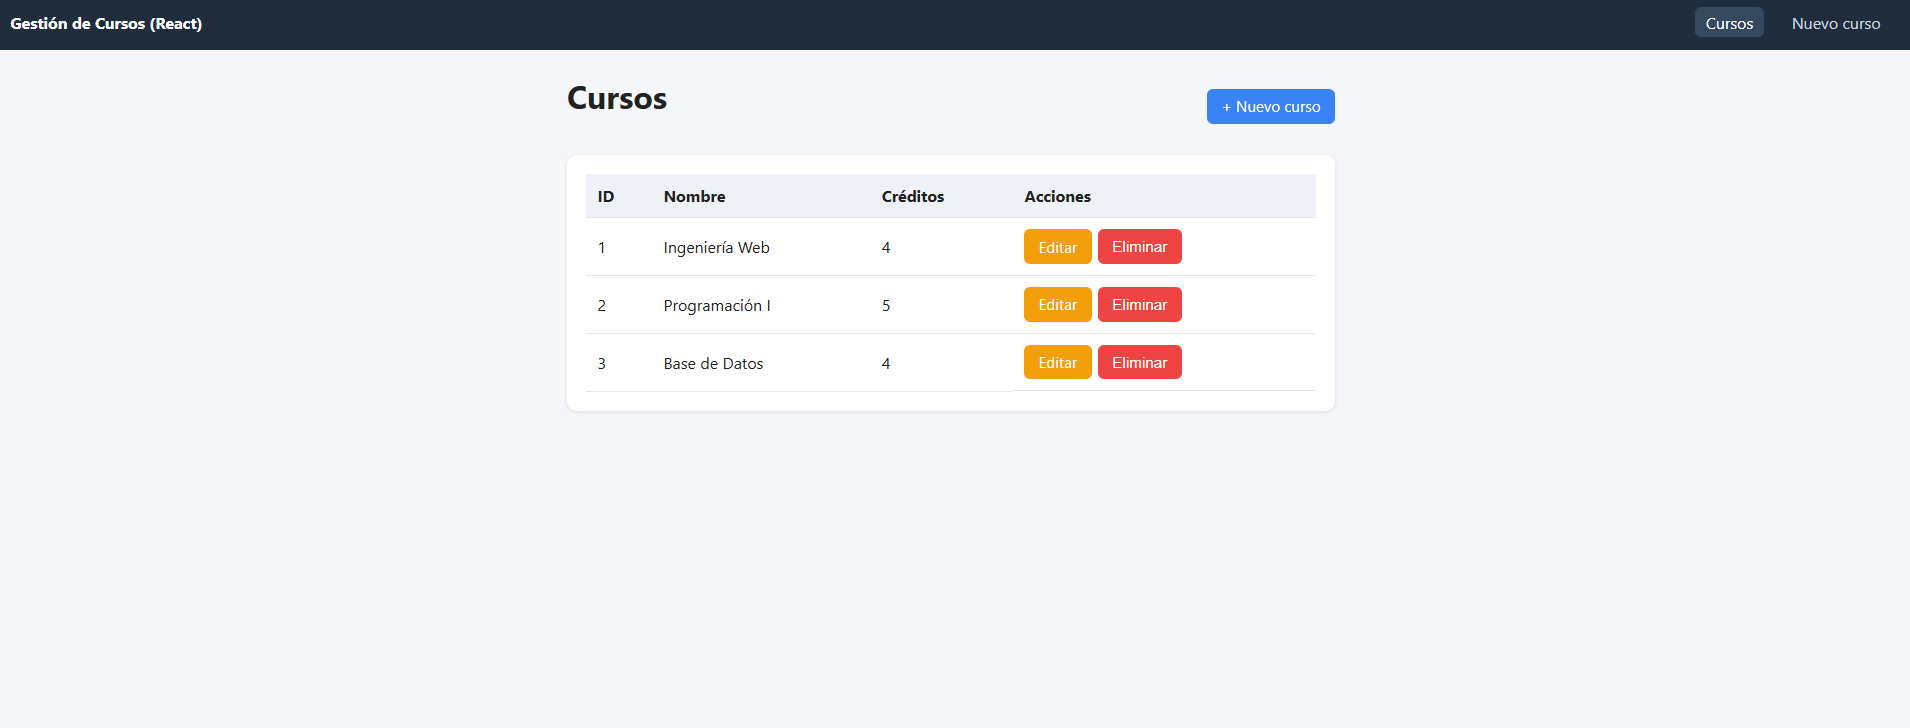 Gestión de Cursos (React) Cursos Nuevo curso
Cursos + Nuevo curso
ID Nombre Créditos Acciones
1 Ingeniería Web 4 Editar Eliminar
2 Programación I 5 Editar Eliminar
3 Base de Datos 4 Editar Eliminar